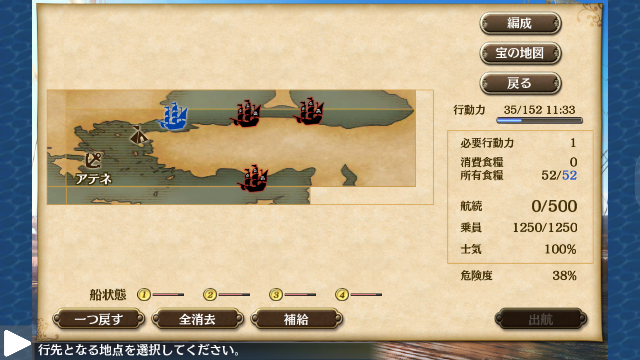 編成
宝の地図
戻る
行動力 35/152 11:33
必要行動力 1
消費食糧 0
所有食糧 52/52
航続 0/500
乗員 1250/1250
士気 100%
危険度 38%
アテネ
船状態 1 2 3 4
一つ戻す 全消去 補給 出航
行先となる地点を選択してください。